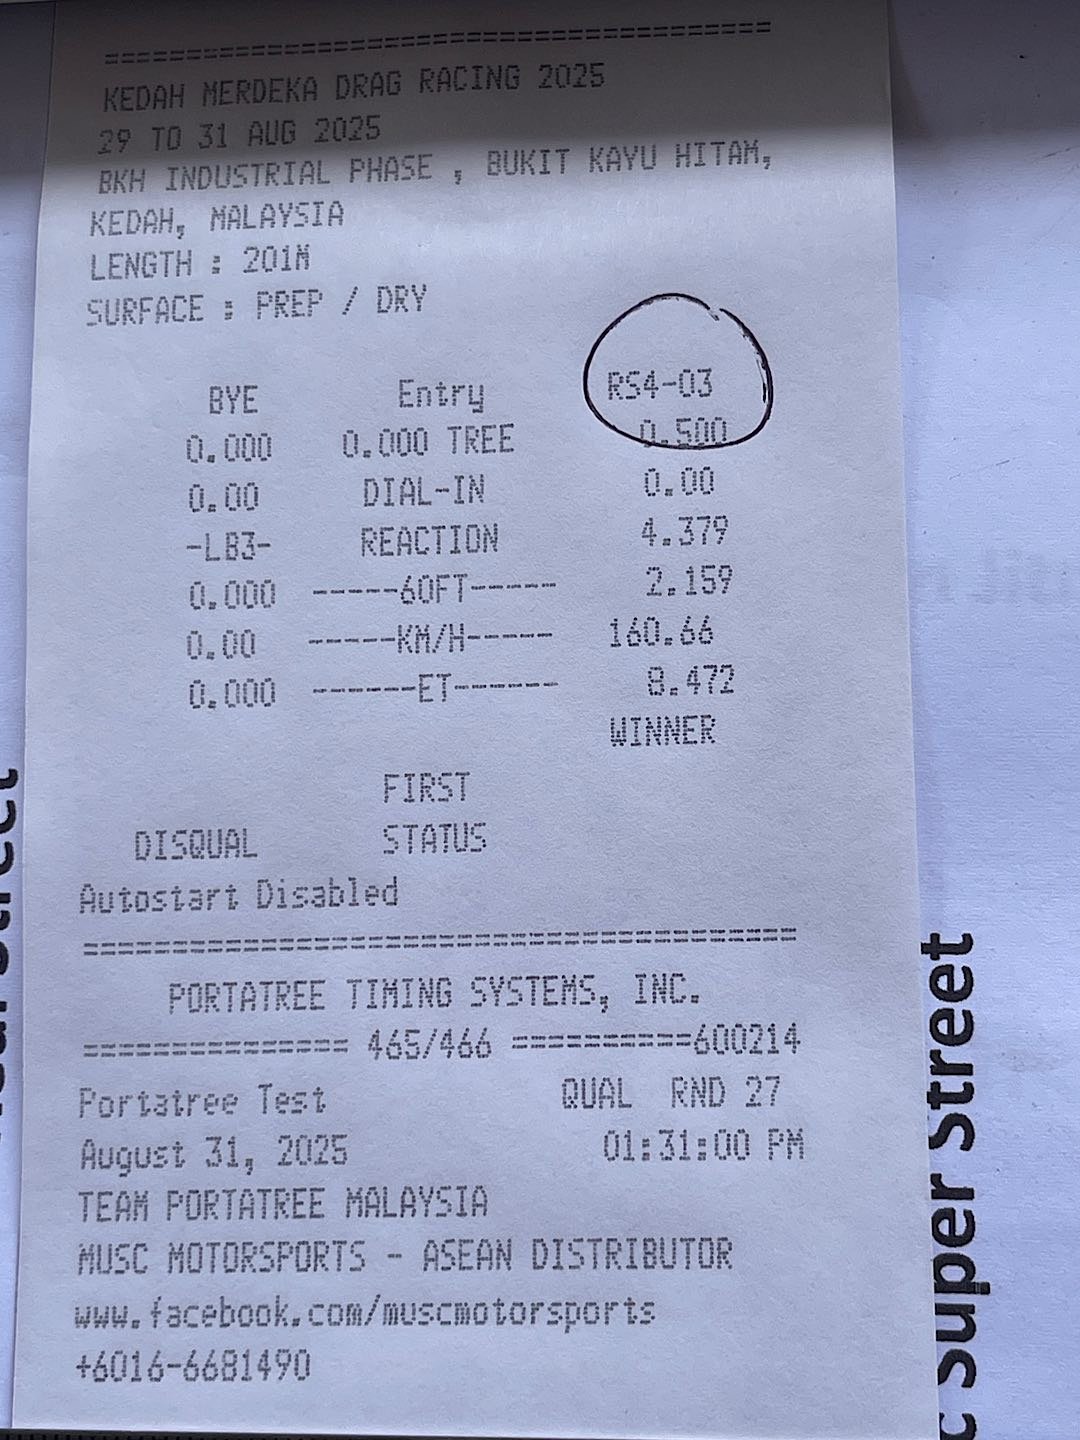 =====================================
KEDAH MERDEKA DRAG RACING 2025
29 TO 31 AUG 2025
BKH INDUSTRIAL PHASE , BUKIT KAYU HITAM,
KEDAH, MALAYSIA
LENGTH : 201M
SURFACE : PREP / DRY
BYE Entry RS4-03
0.000 0.000 TREE 0.500
0.00 DIAL-IN 0.00
-LB3- REACTION 4.379
0.000 -----60FT----- 2.159
0.00 -----KM/H----- 160.66
0.000 ------ET------ 8.472
WINNER
FIRST
DISQUAL STATUS
Autostart Disabled
========================================
PORTATREE TIMING SYSTEMS, INC.
=============== 465/466 ==========600214
Portatree Test QUAL RND 27
August 31, 2025 01:31:00 PM
TEAM PORTATREE MALAYSIA
MUSC MOTORSPORTS - ASEAN DISTRIBUTOR
www.facebook.com/muscmotorsports
+6016-6681490
Super Street